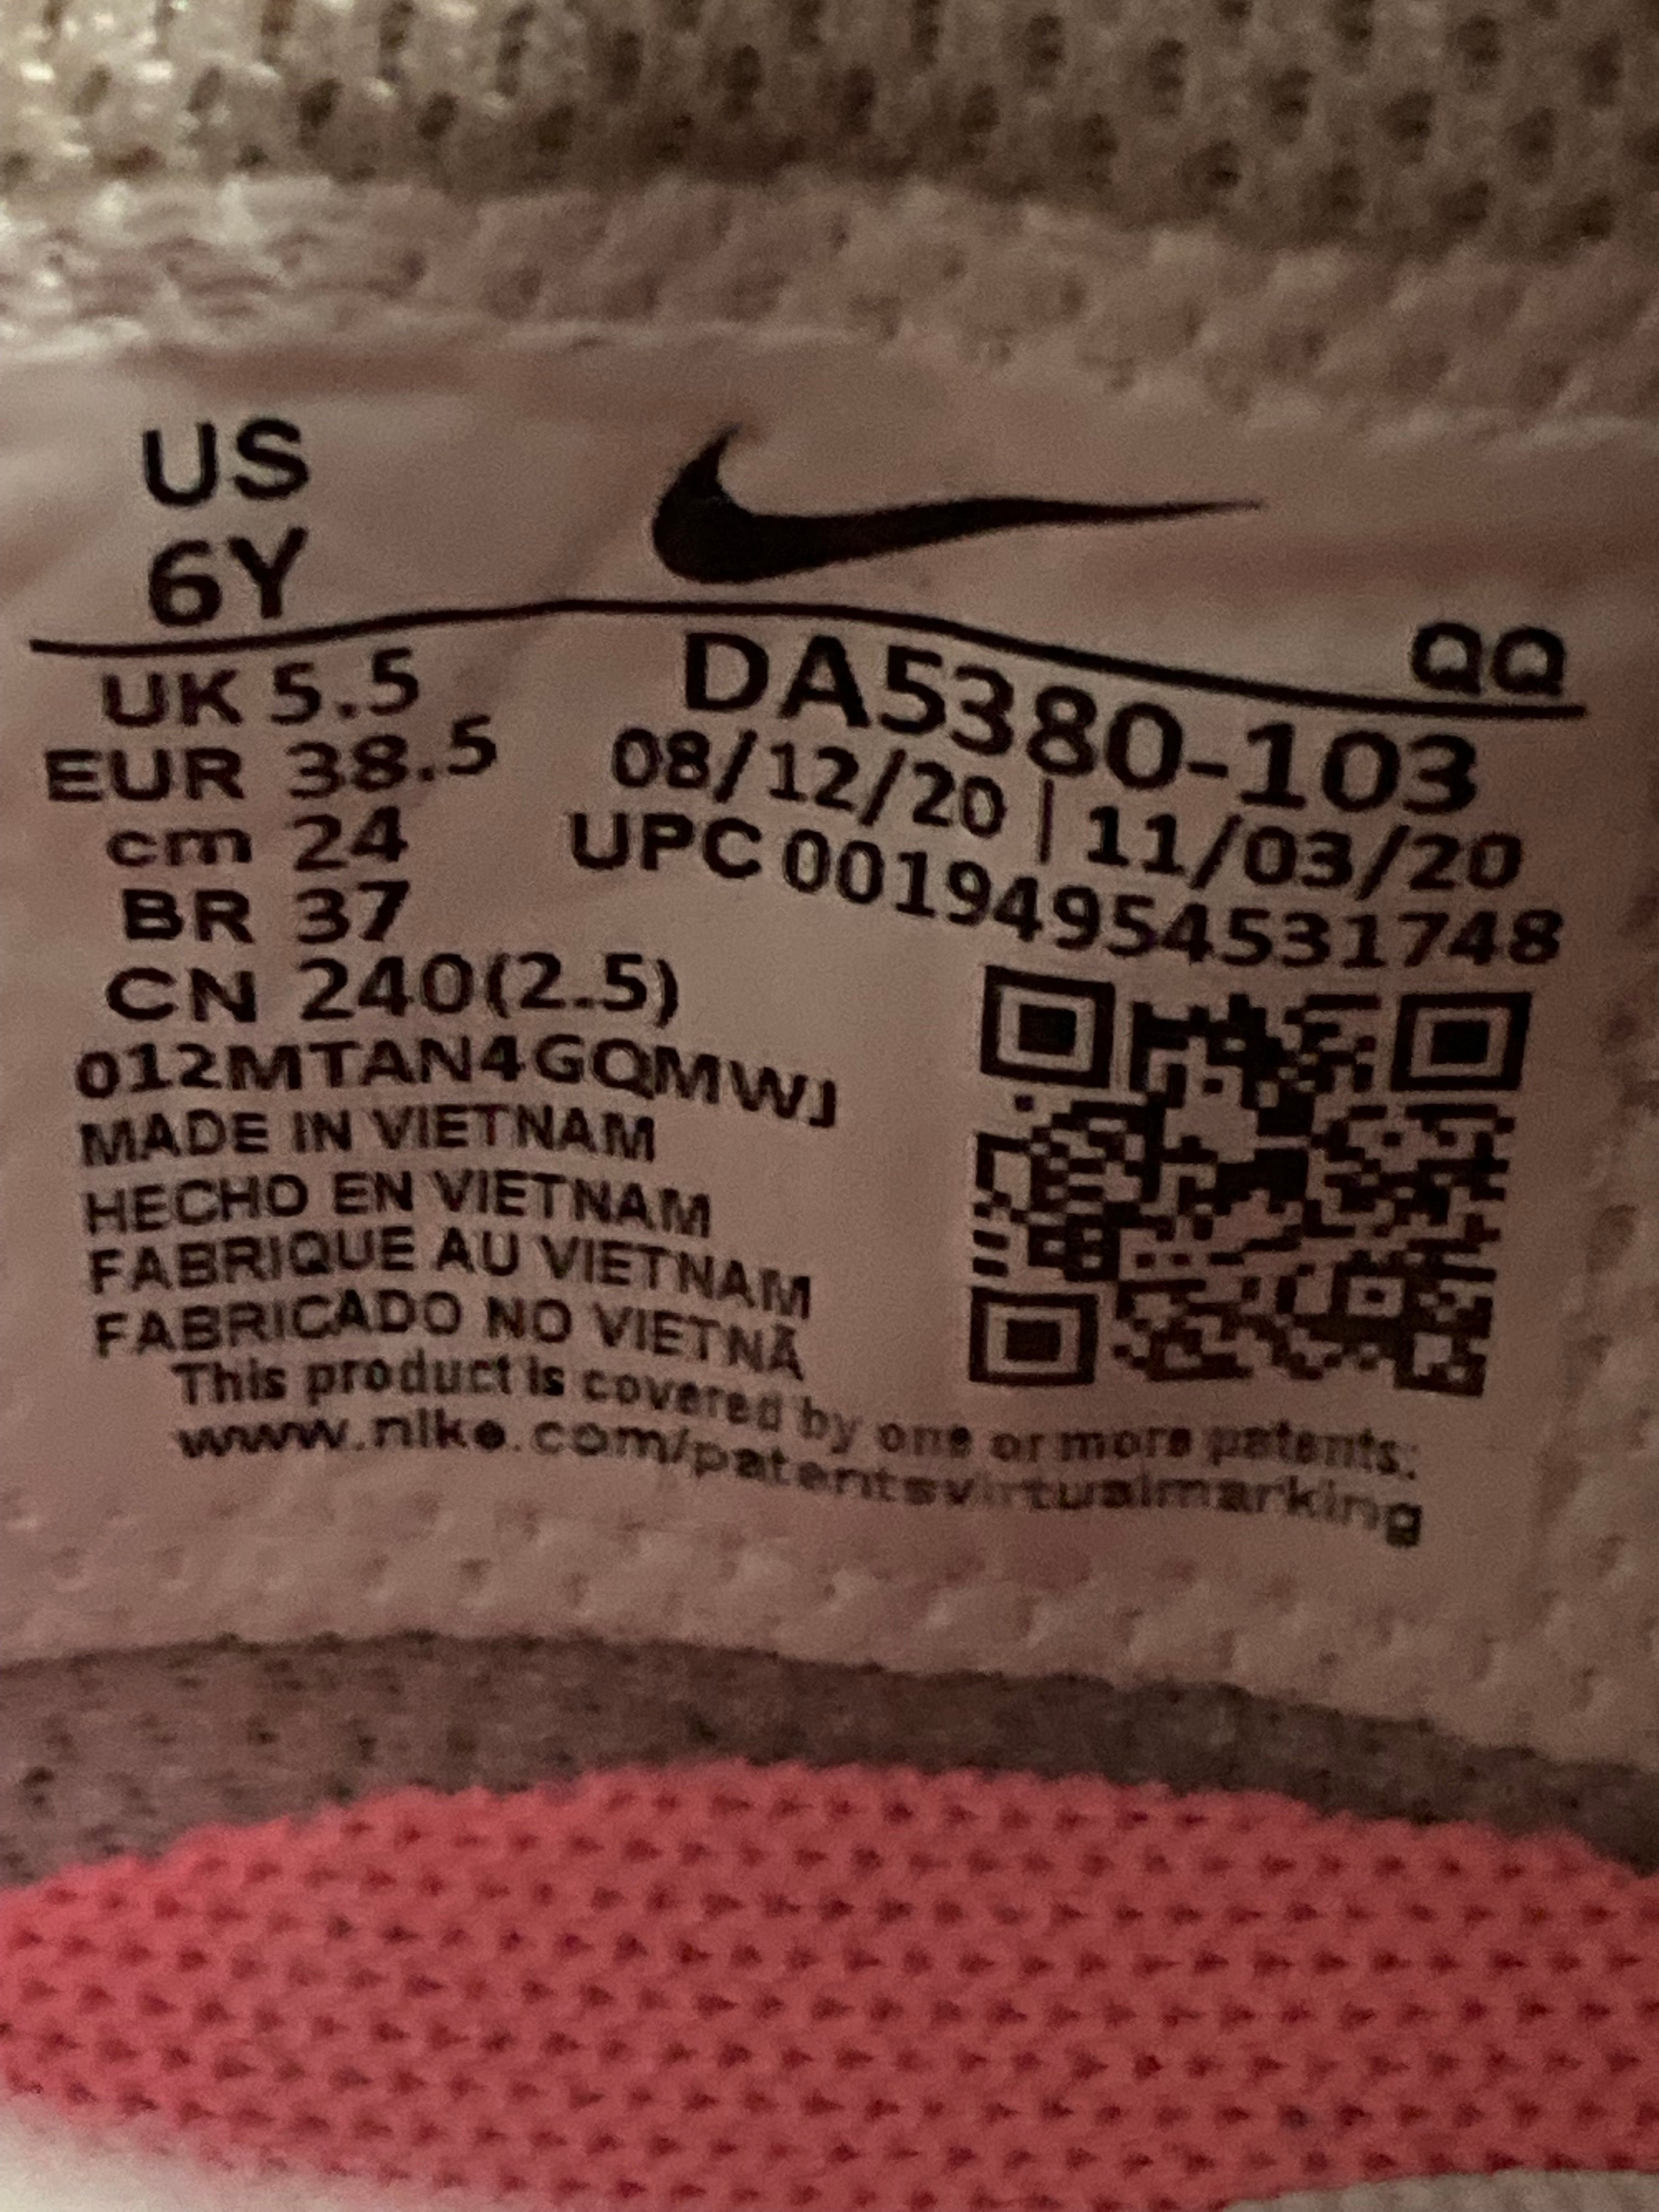 US
6Y
QQ
UK 5.5
EUR 38.5
cm 24
BR 37
CN 240(2.5)
DA5380-103
08/12/20 | 11/03/20
UPC 00194954531748
012MTAN4GQMWJ
MADE IN VIETNAM
HECHO EN VIETNAM
FABRIQUE AU VIETNAM
FABRICADO NO VIETNÃ
This product is covered by one or more patents:
www.nike.com/patentsvirtualmarking